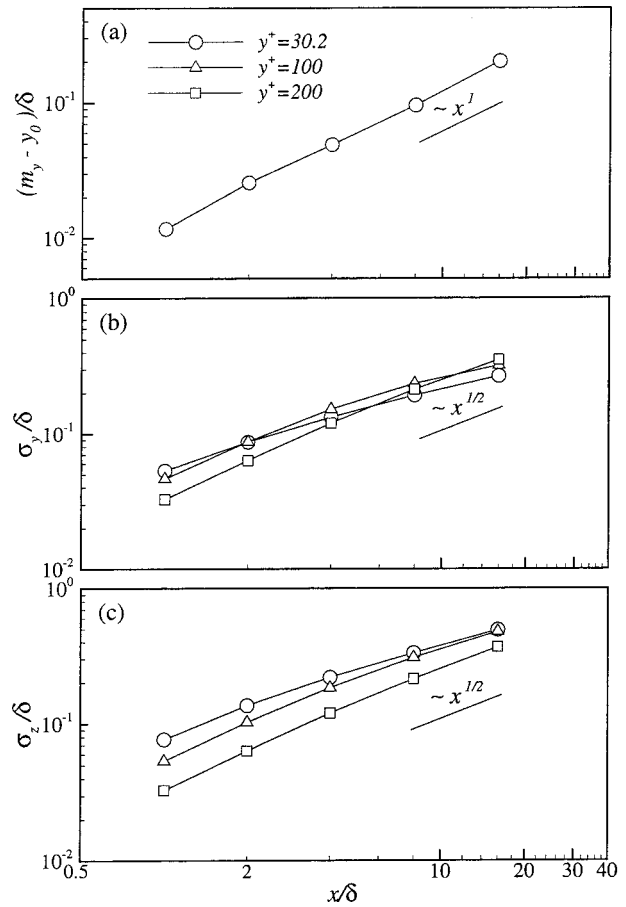 (a)
y⁺=30.2
y⁺=100
y⁺=200
(m_y - y_0)/δ
10⁻¹
10⁻²
~ x¹
(b)
σ_y/δ
10⁰
10⁻¹
10⁻²
~ x^{1/2}
(c)
σ_z/δ
10⁰
10⁻¹
10⁻²
~ x^{1/2}
0.5 2 10 20 30 40
x/δ